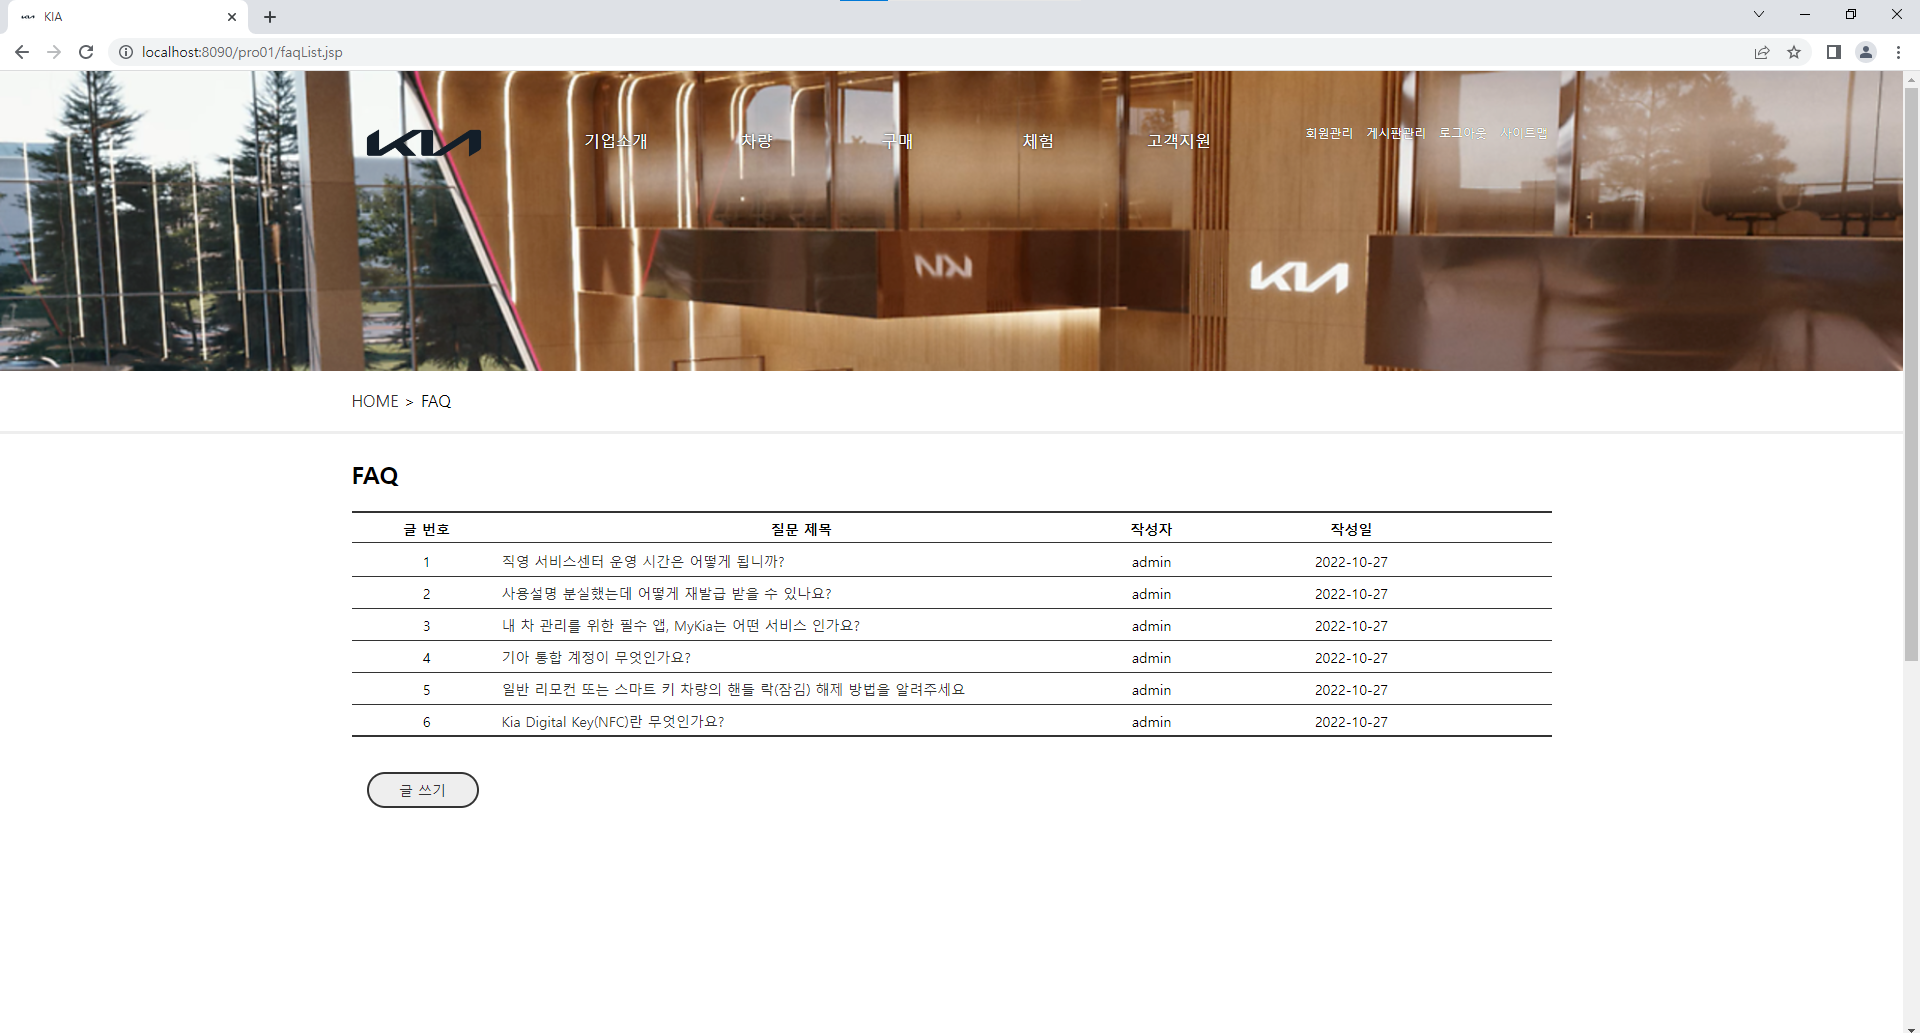 KIA
localhost:8090/pro01/faqList.jsp
KIA 기업소개 차량 구매 체험 고객지원 회원관리 게시판관리 로그아웃 사이트맵
KIA
HOME > FAQ
FAQ
글 번호 질문 제목 작성자 작성일
1 직영 서비스센터 운영 시간은 어떻게 됩니까? admin 2022-10-27
2 사용설명 분실했는데 어떻게 재발급 받을 수 있나요? admin 2022-10-27
3 내 차 관리를 위한 필수 앱, MyKia는 어떤 서비스 인가요? admin 2022-10-27
4 기아 통합 계정이 무엇인가요? admin 2022-10-27
5 일반 리모컨 또는 스마트 키 차량의 핸들 락(잠김) 해제 방법을 알려주세요 admin 2022-10-27
6 Kia Digital Key(NFC)란 무엇인가요? admin 2022-10-27
글 쓰기